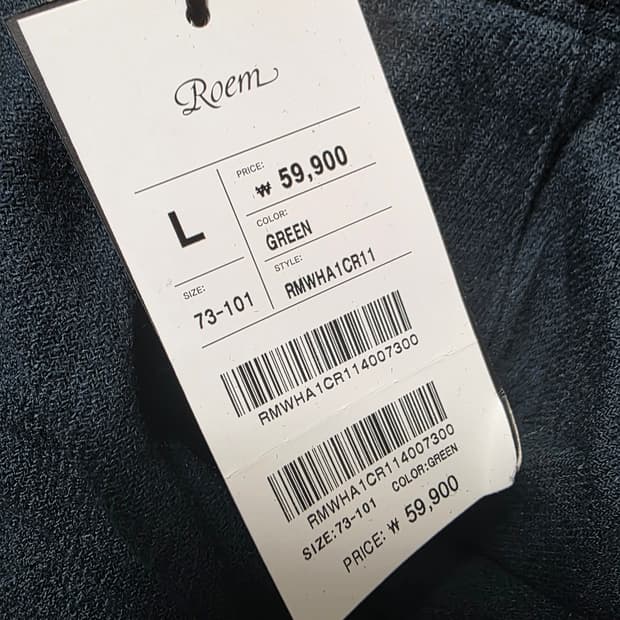 Roem
L
SIZE:
73-101
PRICE:
₩ 59,900
COLOR:
GREEN
STYLE:
RMWHA1CR11
RMWHA1CR114007300
RMWHA1CR114007300
SIZE:73-101 COLOR:GREEN
PRICE: ₩ 59,900